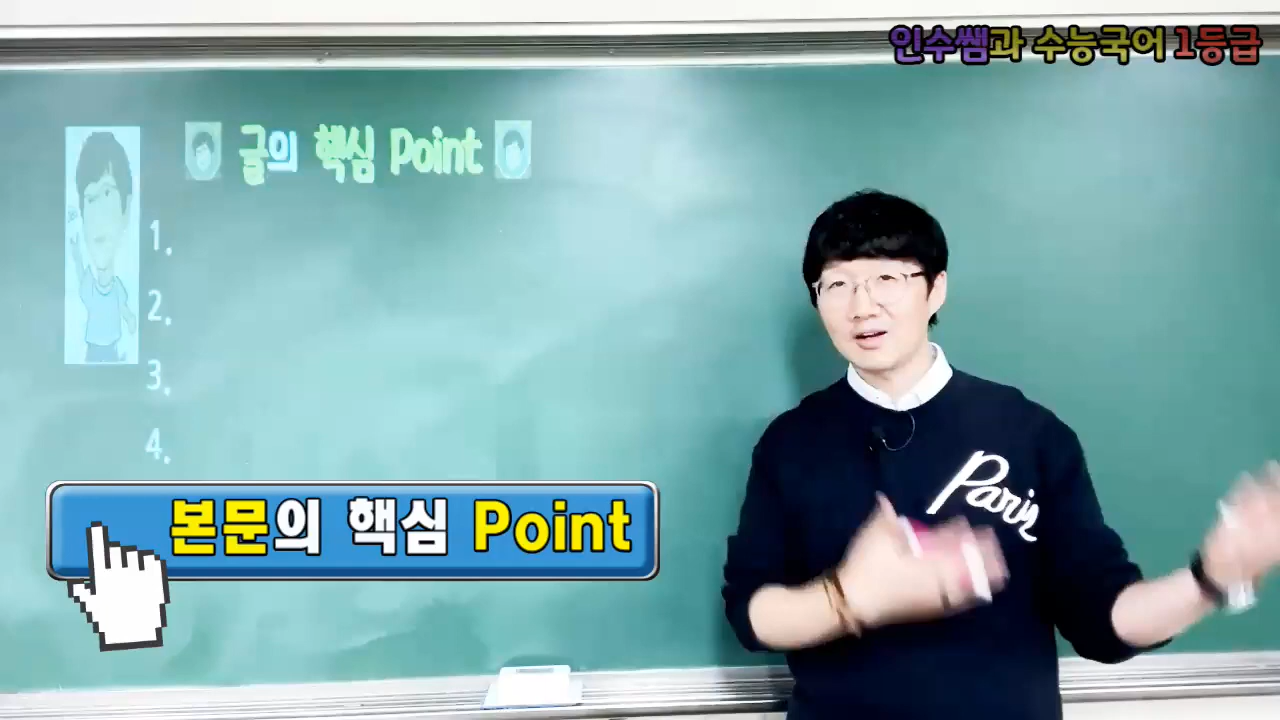 인수쌤과 수능국어 1등급
글의 핵심 Point
1.
2.
3.
4.
본문의 핵심 Point
Paris